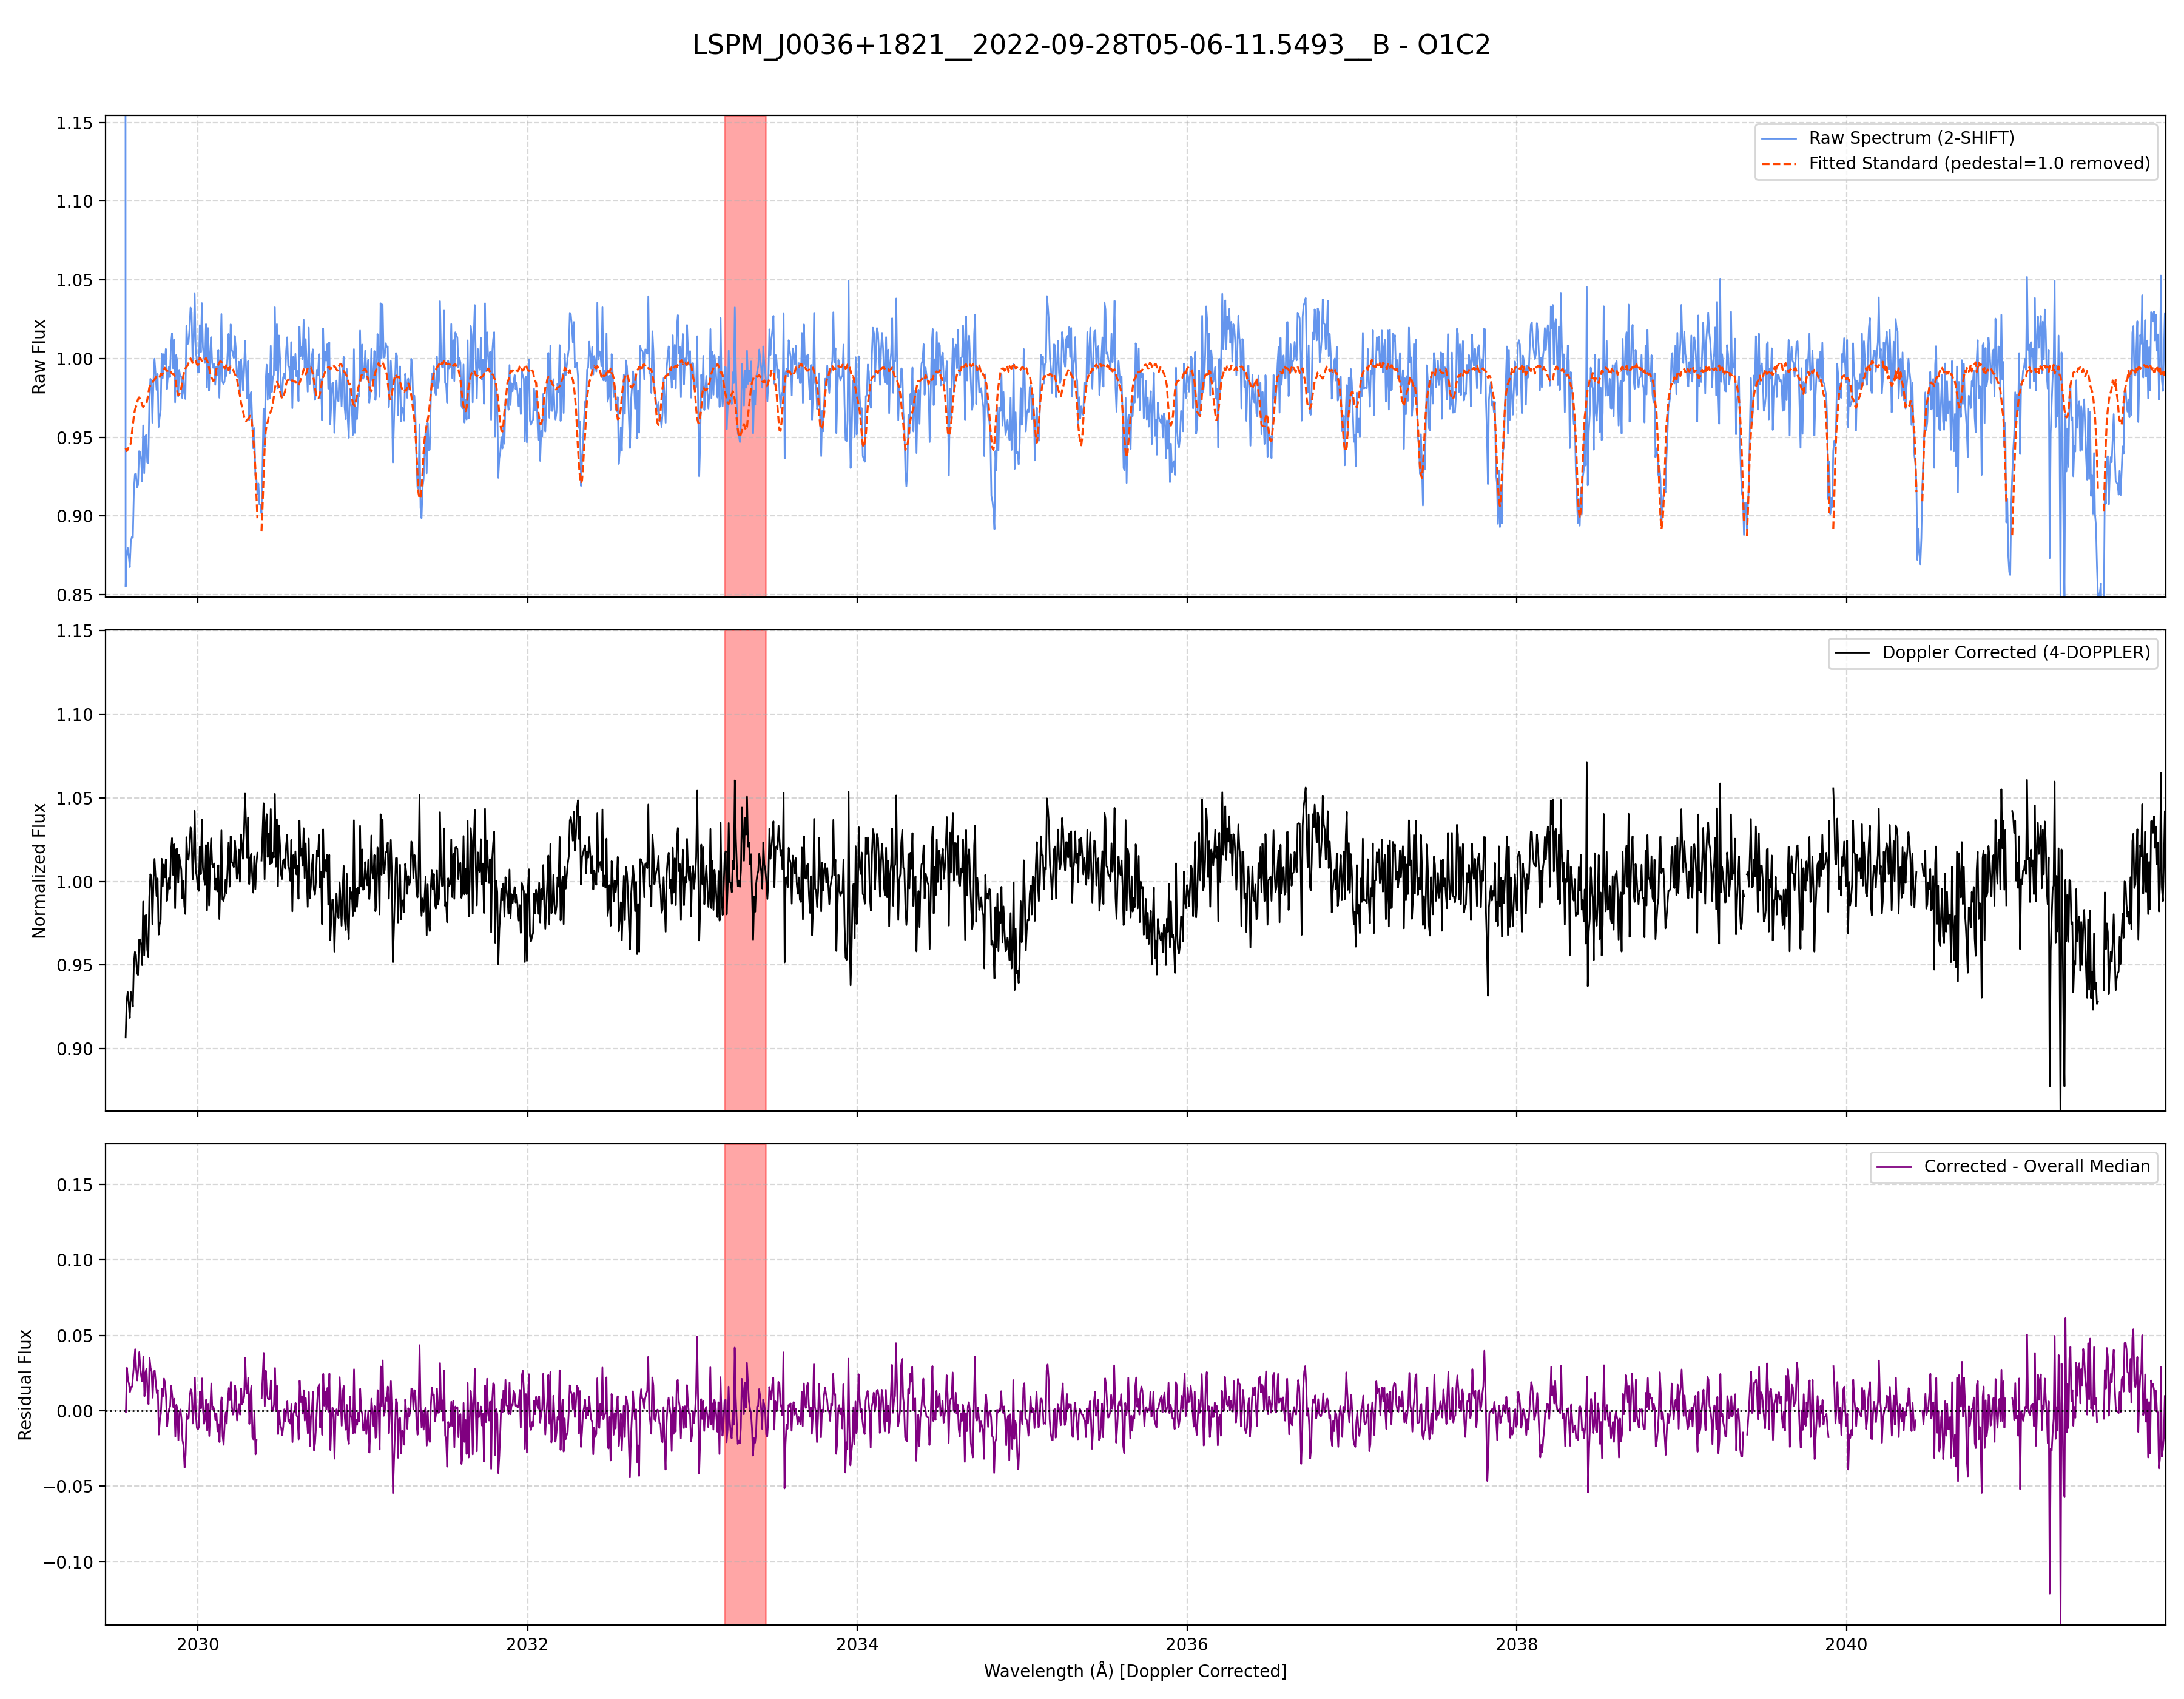 LSPM_J0036+1821__2022-09-28T05-06-11.5493__B - O1C2
1.15
1.10
1.05
1.00
0.95
0.90
0.85
Raw Flux
Raw Spectrum (2-SHIFT)
Fitted Standard (pedestal=1.0 removed)
1.15
1.10
1.05
1.00
0.95
0.90
Normalized Flux
Doppler Corrected (4-DOPPLER)
0.15
0.10
0.05
0.00
−0.05
−0.10
Residual Flux
Corrected - Overall Median
2030 2032 2034 2036 2038 2040
Wavelength (Å) [Doppler Corrected]